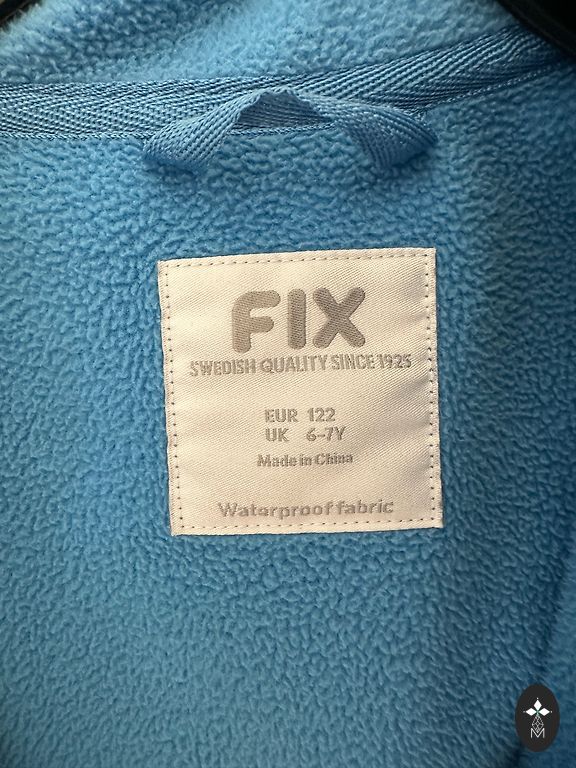 FIX
SWEDISH QUALITY SINCE 1925
EUR 122
UK 6-7Y
Made in China
Waterproof fabric
M